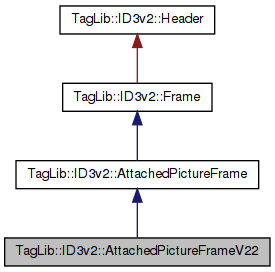 TagLib::ID3v2::Header
TagLib::ID3v2::Frame
TagLib::ID3v2::AttachedPictureFrame
TagLib::ID3v2::AttachedPictureFrameV22